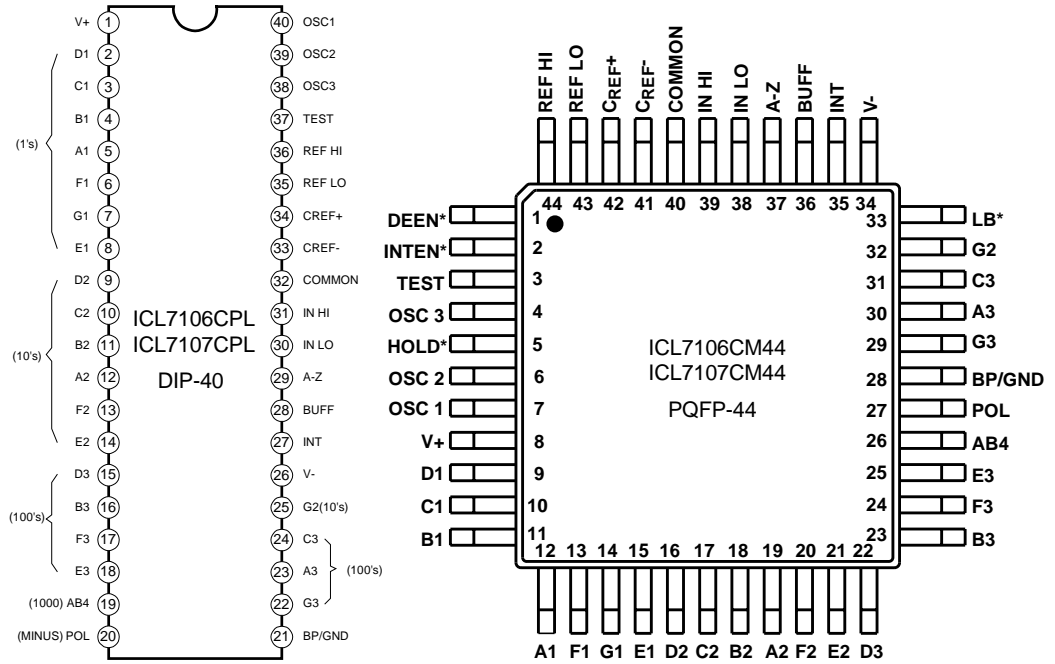 V+ 1 40 OSC1
D1 2 39 OSC2
C1 3 38 OSC3
B1 4 37 TEST
(1's)
A1 5 36 REF HI
F1 6 35 REF LO
G1 7 34 CREF+
E1 8 33 CREF-
D2 9 32 COMMON
C2 10 31 IN HI
(10's)
B2 11 30 IN LO
A2 12 29 A-Z
F2 13 28 BUFF
E2 14 27 INT
D3 15 26 V-
B3 16 25 G2(10's)
(100's)
F3 17 24 C3
E3 18 23 A3
(100's)
(1000) AB4 19 22 G3
(MINUS) POL 20 21 BP/GND
ICL7106CPL
ICL7107CPL
DIP-40
REF HI
REF LO
CREF+
CREF-
COMMON
IN HI
IN LO
A-Z
BUFF
INT
V-
44 43 42 41 40 39 38 37 36 35 34
DEEN* 1 33 LB*
INTEN* 2 32 G2
TEST 3 31 C3
OSC 3 4 30 A3
HOLD* 5 29 G3
OSC 2 6 28 BP/GND
OSC 1 7 27 POL
V+ 8 26 AB4
D1 9 25 E3
C1 10 24 F3
B1 11 23 B3
ICL7106CM44
ICL7107CM44
PQFP-44
12 13 14 15 16 17 18 19 20 21 22
A1 F1 G1 E1 D2 C2 B2 A2 F2 E2 D3